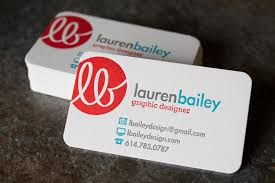 lb laurenbailey
graphic designer
lbaileydesign@gmail.com
lbaileydesign.com
614.783.0787
lb laurenbailey
graphic designer